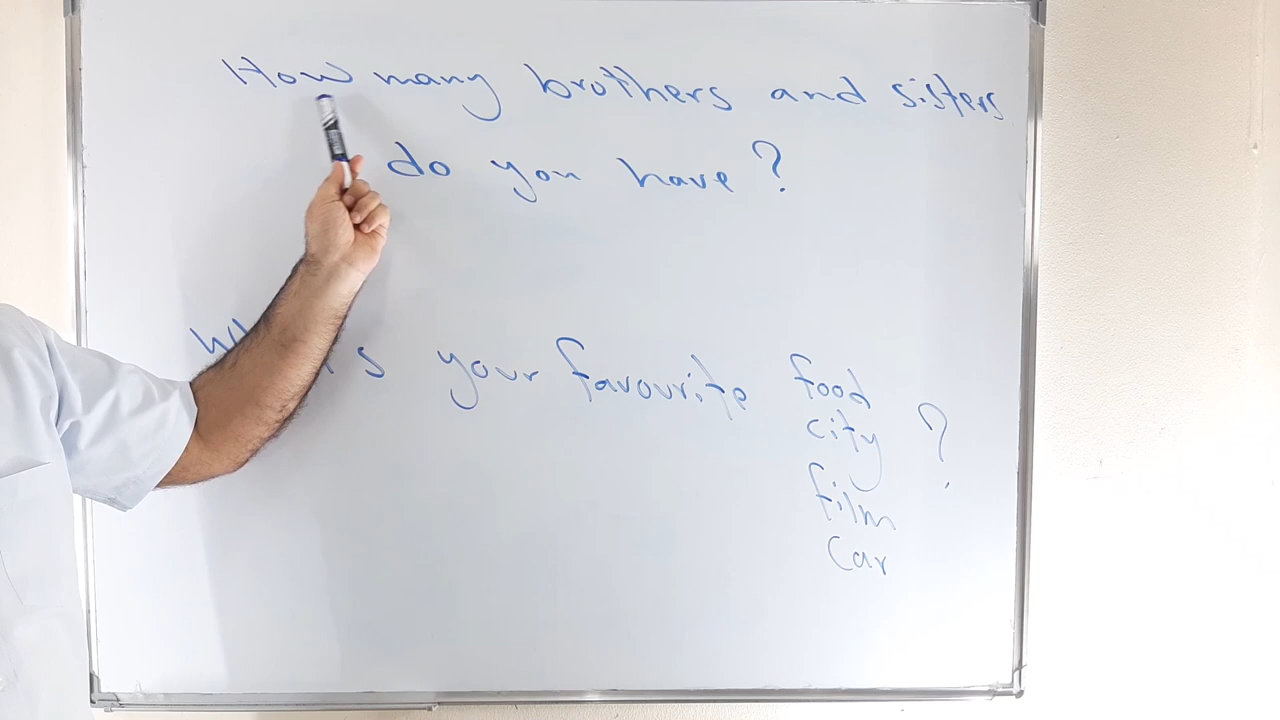 How many brothers and sisters
do you have?
your favourite food
city ?
film
car